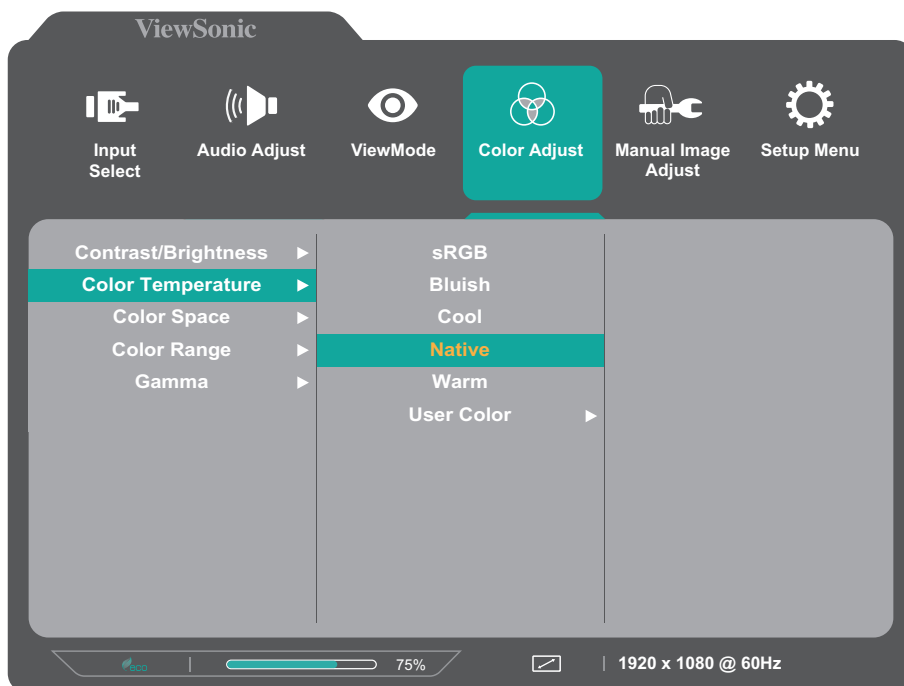 ViewSonic
Input
Select
Audio Adjust
ViewMode
Color Adjust
Manual Image
Adjust
Setup Menu
Contrast/Brightness
Color Temperature
Color Space
Color Range
Gamma
sRGB
Bluish
Cool
Native
Warm
User Color
eco
75%
1920 x 1080 @ 60Hz